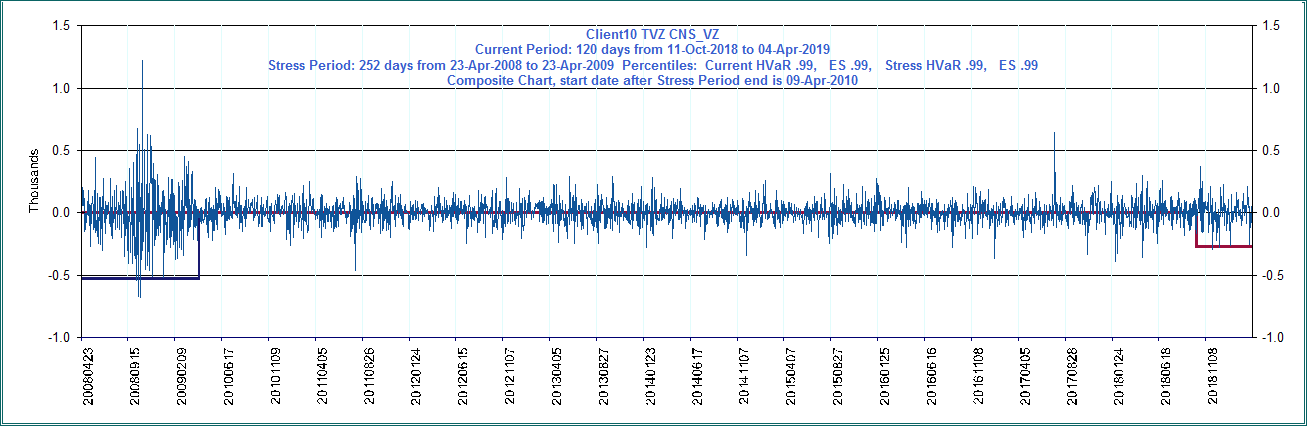 Client10 TVZ CNS_VZ
Current Period: 120 days from 11-Oct-2018 to 04-Apr-2019
Stress Period: 252 days from 23-Apr-2008 to 23-Apr-2009 Percentiles: Current HVaR .99, ES .99, Stress HVaR .99, ES .99
Composite Chart, start date after Stress Period end is 09-Apr-2010
1.5 1.5
1.0 1.0
0.5 0.5
0.0 0.0
-0.5 -0.5
-1.0 -1.0
Thousands
20080423 20080915 20090209 20100617 20101109 20110405 20110826 20120124 20120615 20121107 20130405 20130827 20140123 20140617 20141107 20150407 20150827 20160125 20160616 20161108 20170405 20170828 20180124 20180618 20181108